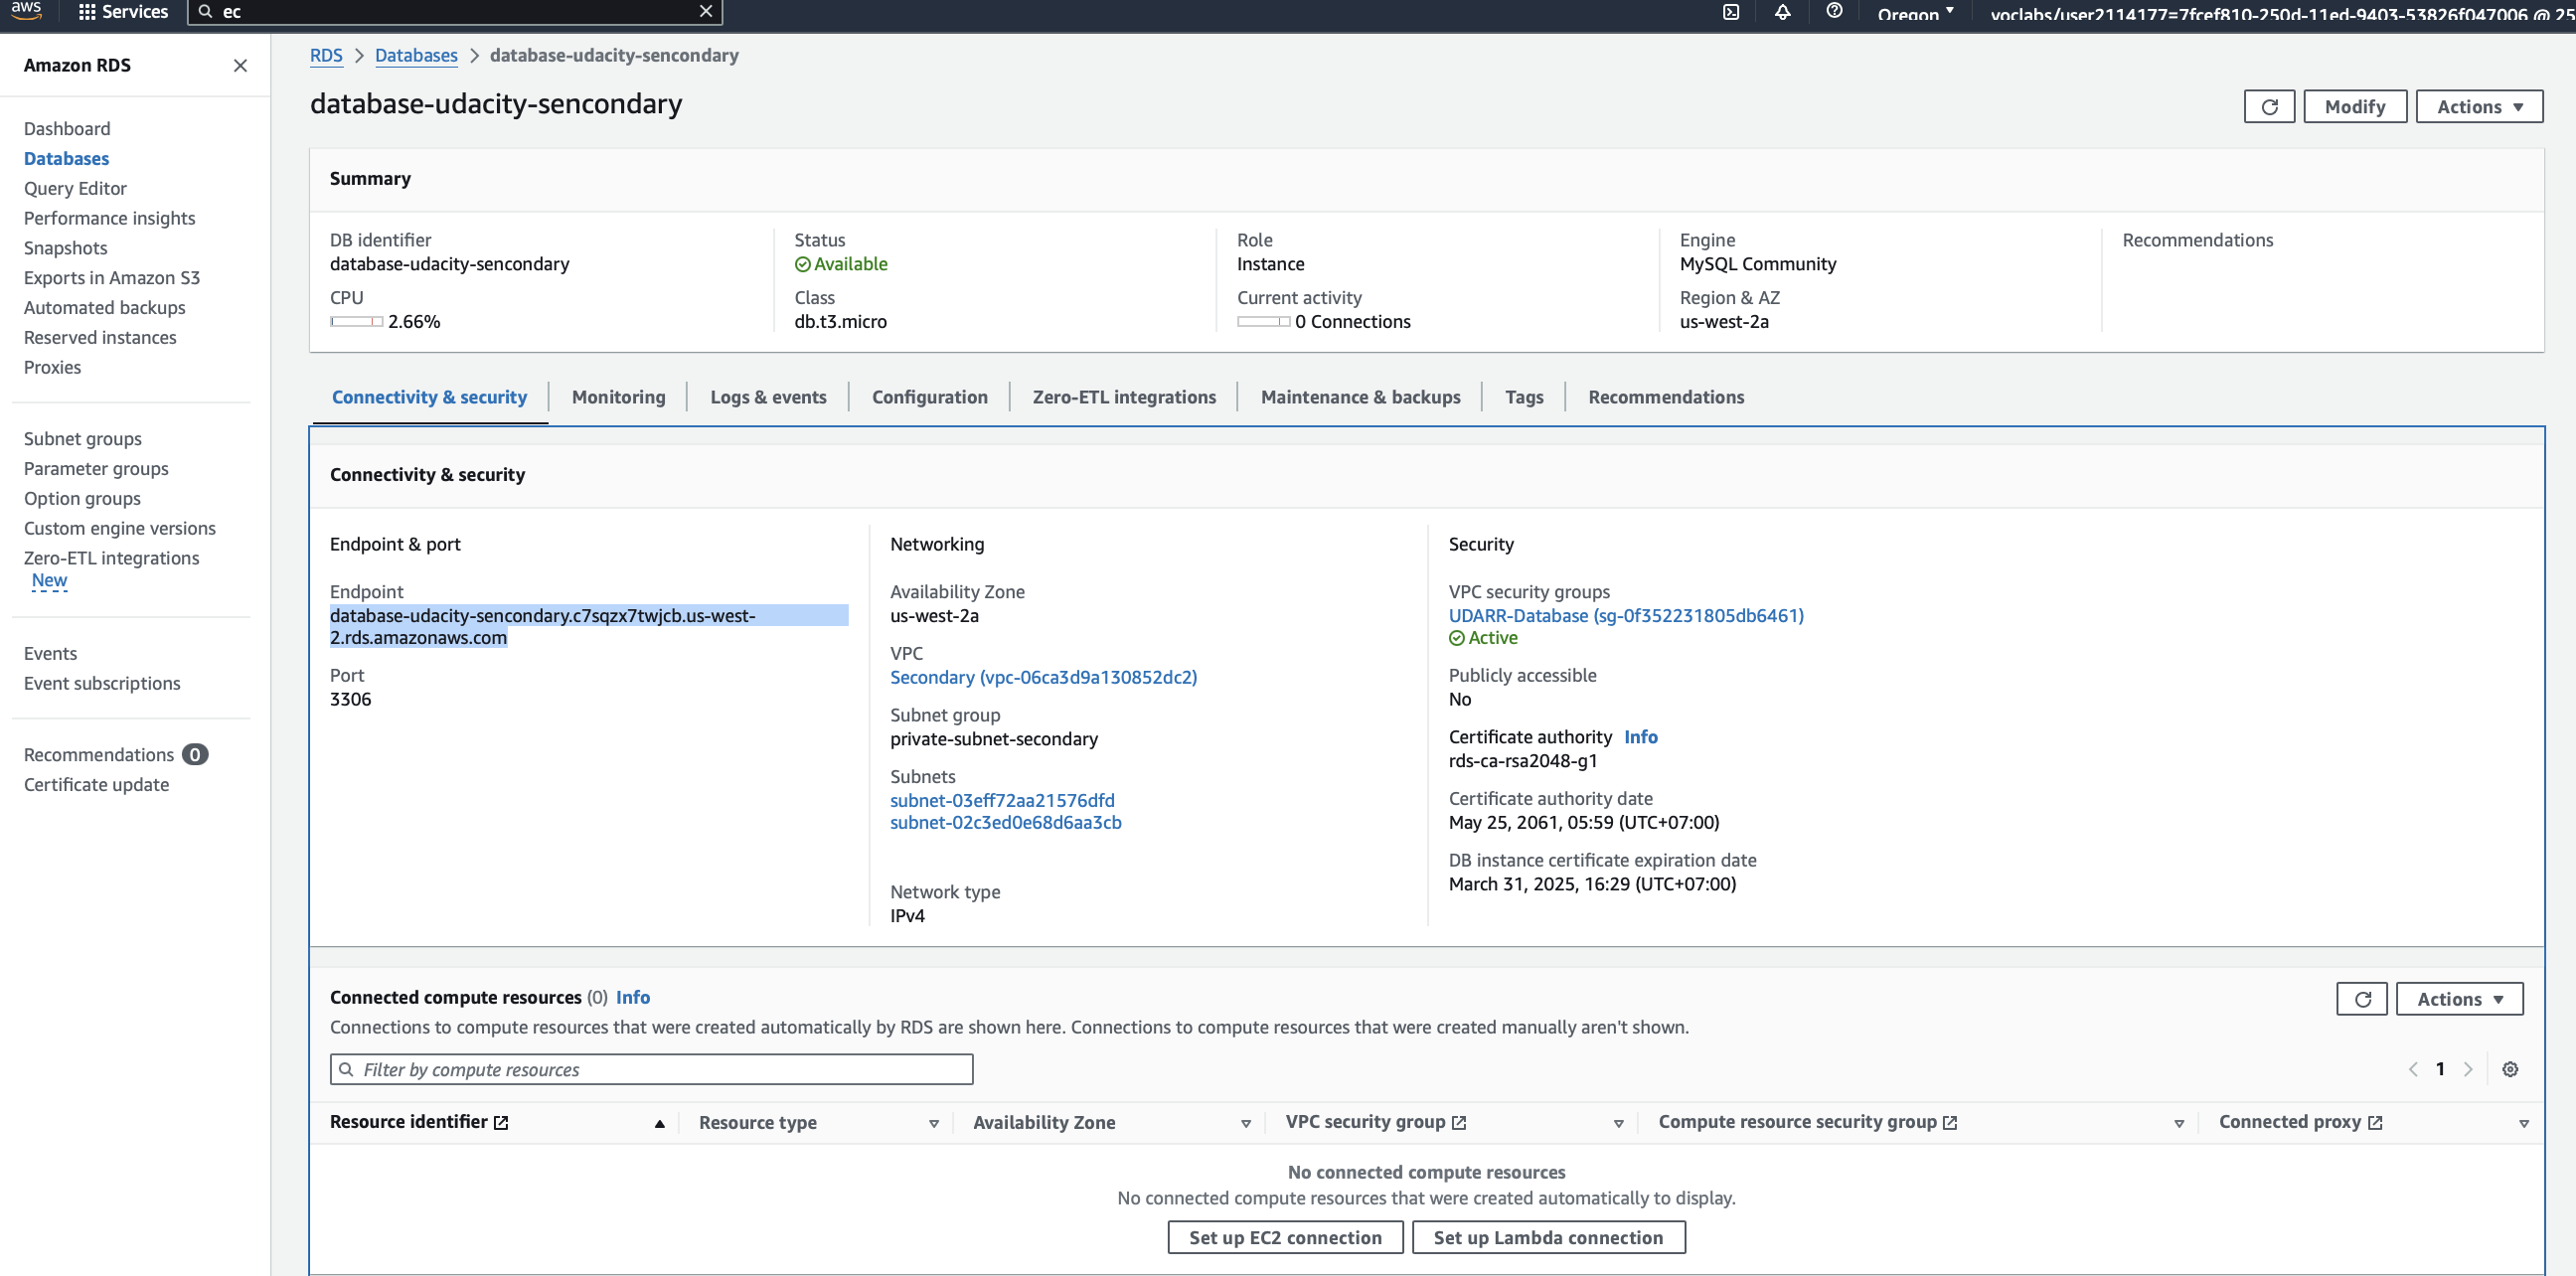 aws
Services
ec
Oregon
voclabs/user2114177=7fcef810-250d-11ed-9403-53826f047006 @ 25
Amazon RDS
Dashboard
Databases
Query Editor
Performance insights
Snapshots
Exports in Amazon S3
Automated backups
Reserved instances
Proxies
Subnet groups
Parameter groups
Option groups
Custom engine versions
Zero-ETL integrations
New
Events
Event subscriptions
Recommendations 0
Certificate update
RDS > Databases > database-udacity-sencondary
database-udacity-sencondary
Modify
Actions
Summary
DB identifier
database-udacity-sencondary
CPU
2.66%
Status
Available
Class
db.t3.micro
Role
Instance
Current activity
0 Connections
Engine
MySQL Community
Region & AZ
us-west-2a
Recommendations
Connectivity & security
Monitoring
Logs & events
Configuration
Zero-ETL integrations
Maintenance & backups
Tags
Recommendations
Connectivity & security
Endpoint & port
Endpoint
database-udacity-sencondary.c7sqzx7twjcb.us-west-
2.rds.amazonaws.com
Port
3306
Networking
Availability Zone
us-west-2a
VPC
Secondary (vpc-06ca3d9a130852dc2)
Subnet group
private-subnet-secondary
Subnets
subnet-03eff72aa21576dfd
subnet-02c3ed0e68d6aa3cb
Network type
IPv4
Security
VPC security groups
UDARR-Database (sg-0f352231805db6461)
Active
Publicly accessible
No
Certificate authority Info
rds-ca-rsa2048-g1
Certificate authority date
May 25, 2061, 05:59 (UTC+07:00)
DB instance certificate expiration date
March 31, 2025, 16:29 (UTC+07:00)
Connected compute resources (0) Info
Actions
Connections to compute resources that were created automatically by RDS are shown here. Connections to compute resources that were created manually aren't shown.
Filter by compute resources
1
Resource identifier
Resource type
Availability Zone
VPC security group
Compute resource security group
Connected proxy
No connected compute resources
No connected compute resources that were created automatically to display.
Set up EC2 connection
Set up Lambda connection